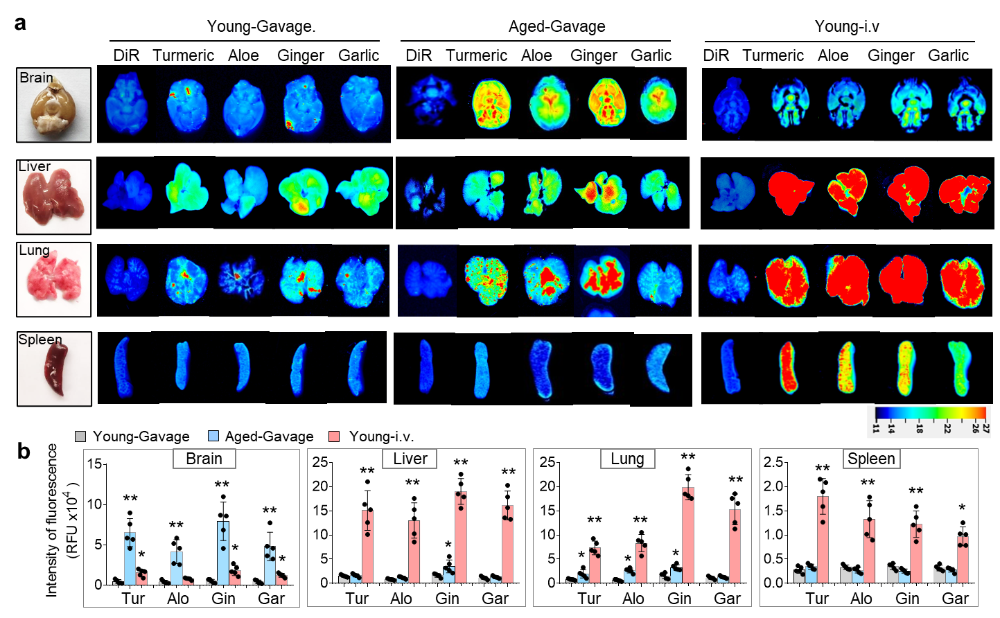 a
Young-Gavage. Aged-Gavage Young-i.v
DiR Turmeric Aloe Ginger Garlic DiR Turmeric Aloe Ginger Garlic DiR Turmeric Aloe Ginger Garlic
Brain
Liver
Lung
Spleen
11 14 18 22 26 27
b
Young-Gavage Aged-Gavage Young-i.v.
Intensity of fluorescence
(RFU x10⁴ )
Brain
15
10
5
0
** * ** ** * ** *
Tur Alo Gin Gar
Liver
25
20
15
10
5
0
** ** * ** **
Tur Alo Gin Gar
Lung
25
20
15
10
5
0
* ** * ** * ** **
Tur Alo Gin Gar
Spleen
2.5
2.0
1.5
1.0
0.5
0.0
** ** ** *
Tur Alo Gin Gar